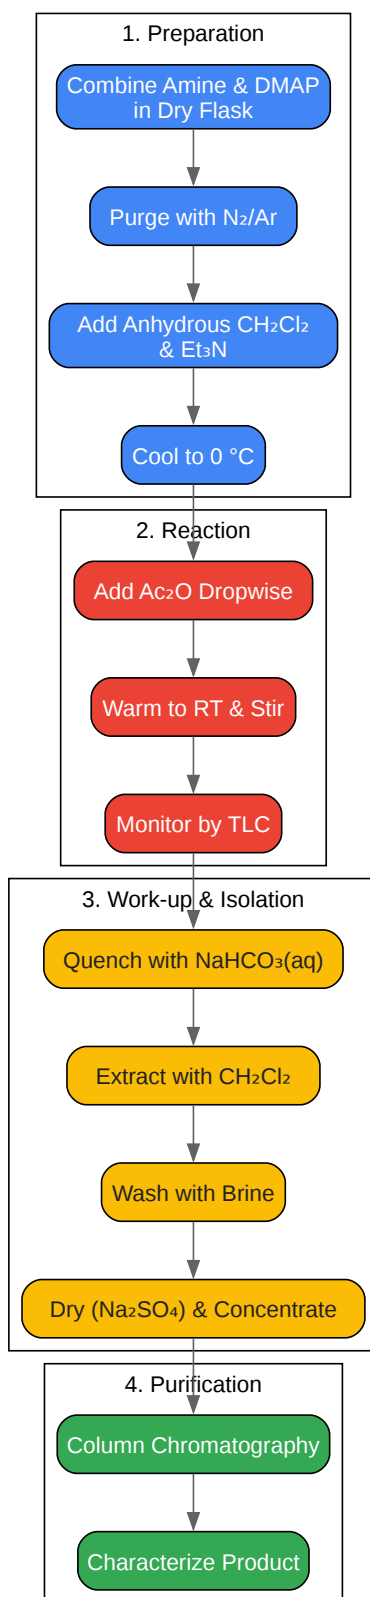 1. Preparation
Combine Amine & DMAP
in Dry Flask
Purge with N₂/Ar
Add Anhydrous CH₂Cl₂
& Et₃N
Cool to 0 °C
2. Reaction
Add Ac₂O Dropwise
Warm to RT & Stir
Monitor by TLC
3. Work-up & Isolation
Quench with NaHCO₃(aq)
Extract with CH₂Cl₂
Wash with Brine
Dry (Na₂SO₄) & Concentrate
4. Purification
Column Chromatography
Characterize Product